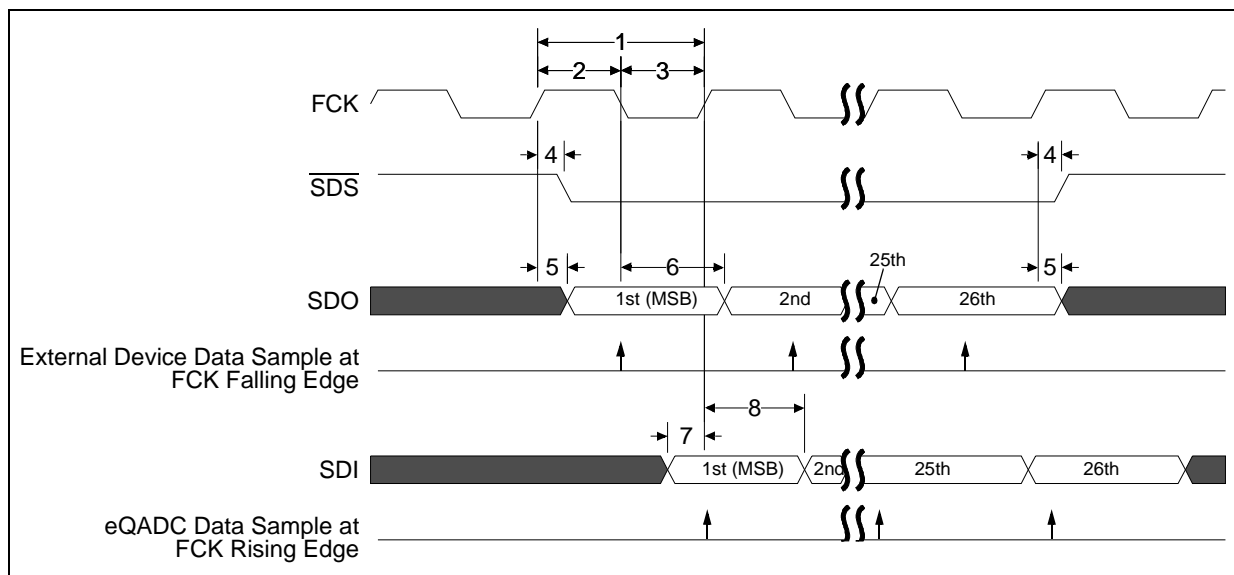 1
2 3
FCK
4 4
SDS
25th
5 6 5
SDO 1st (MSB) 2nd 26th
External Device Data Sample at
FCK Falling Edge
8
7
SDI 1st (MSB) 2nd 25th 26th
eQADC Data Sample at
FCK Rising Edge